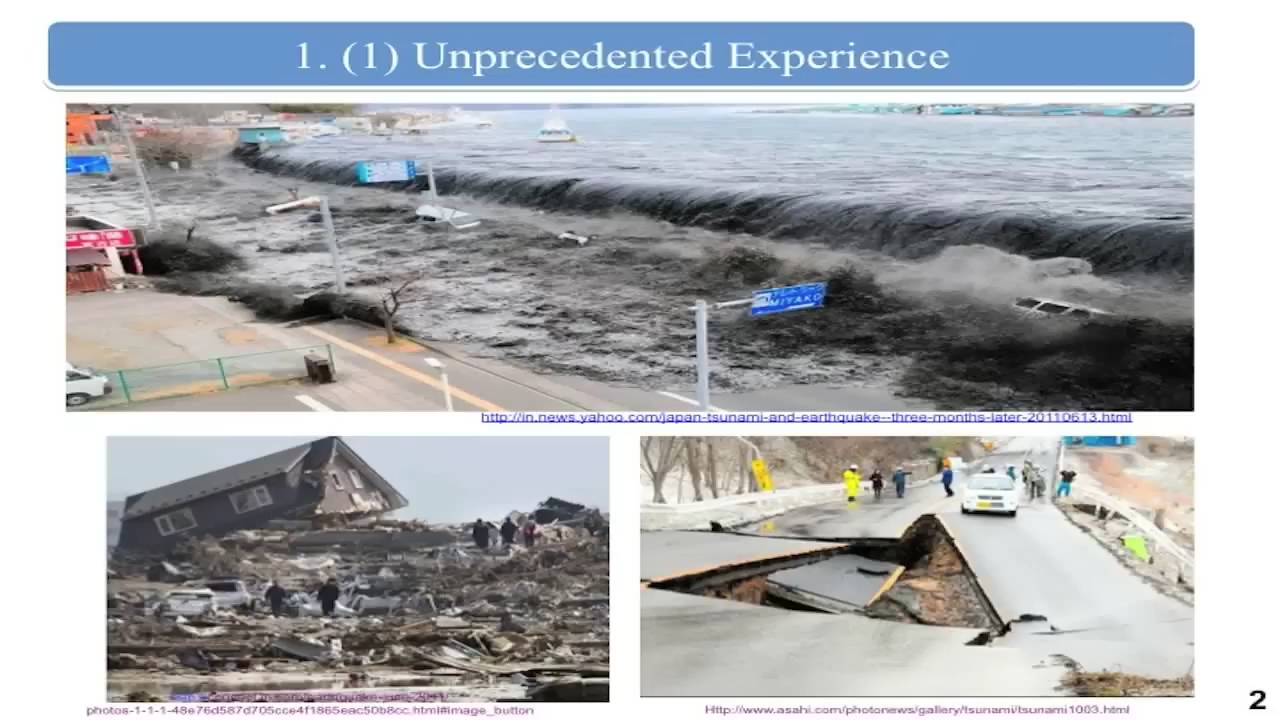 1. (1) Unprecedented Experience
MIYAKO
http://in.news.yahoo.com/japan-tsunami-and-earthquake--three-months-later-20110613.html
photos-1-1-1-48e76d587d705cce4f1865eac50b8cc.html#image_button
Http://www.asahi.com/photonews/gallery/tsunami/tsunami1003.html
2